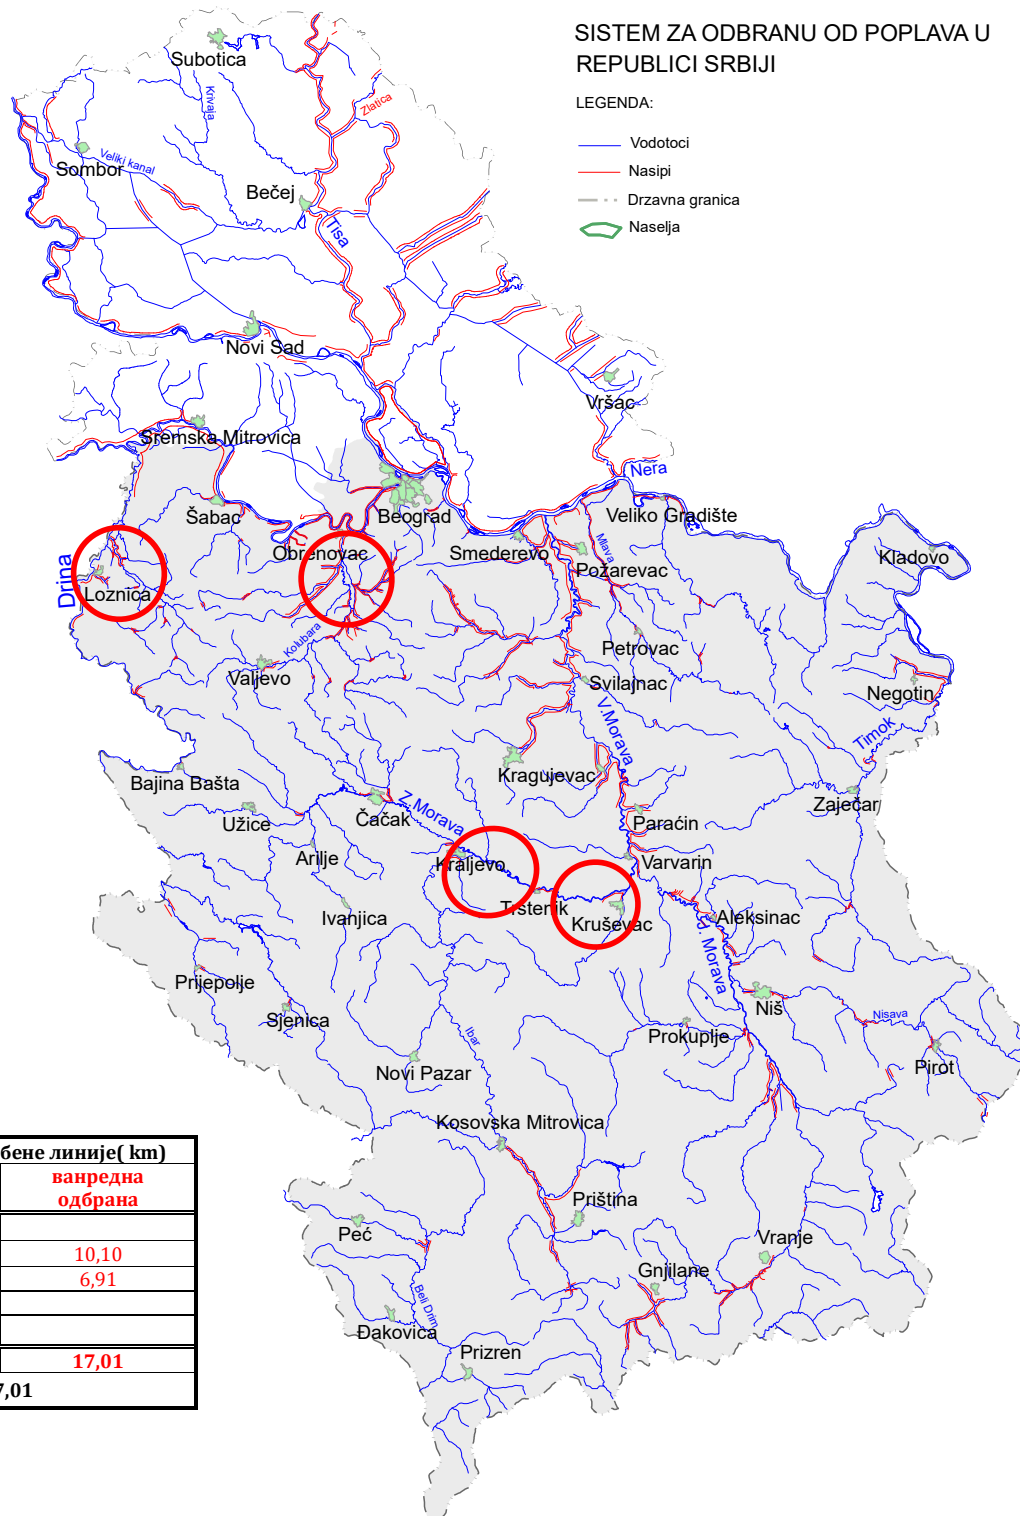 SISTEM ZA ODBRANU OD POPLAVA U
REPUBLICI SRBIJI
LEGENDA:
Vodotoci
Nasipi
Drzavna granica
Naselja
Subotica
Krivaja
Zlatica
Sombor
Veliki kanal
Bečej
Tisa
Novi Sad
Vršac
Sremska Mitrovica
Nera
Šabac
Beograd
Veliko Gradište
Obrenovac
Smederevo
Mlava
Požarevac
Kladovo
Drina
Loznica
Kolubara
Petrovac
Valjevo
Svilajnac
Negotin
V.Morava
Timok
Bajina Bašta
Kragujevac
Užice
Čačak
Z.Morava
Zaječar
Paraćin
Arilje
Kraljevo
Varvarin
Ivanjica
Trstenik
Kruševac
Aleksinac
J. Morava
Prijepolje
Niš
Sjenica
Nisava
Ibar
Prokuplje
Novi Pazar
Pirot
Kosovska Mitrovica
Priština
Peć
Vranje
Gnjilane
Beli Drim
Đakovica
Prizren
бене линије( km)
ванредна
одбрана
10,10
6,91
17,01
7,01